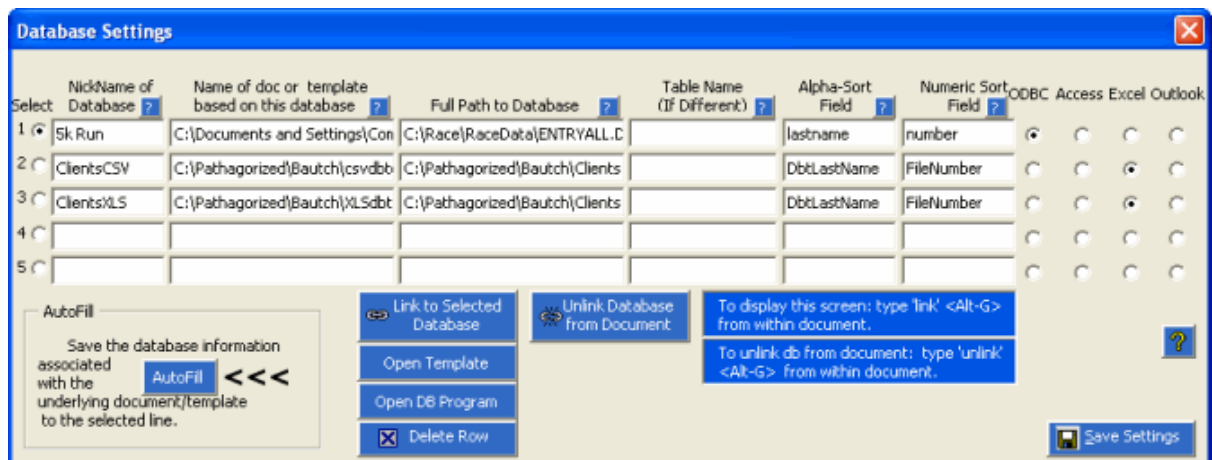 Database Settings
NickName of Name of doc or template Table Name Alpha-Sort Numeric Sort
Select Database ? based on this database ? Full Path to Database ? (If Different) ? Field ? Field ? ODBC Access Excel Outlook
1 5k Run C:\Documents and Settings\Con C:\Race\RaceData\ENTRYALL.D lastname number
2 ClientsCSV C:\Pathagorized\Bautch\csvdbt C:\Pathagorized\Bautch\Clients DbtLastName FileNumber
3 ClientsXLS C:\Pathagorized\Bautch\XLSdbt C:\Pathagorized\Bautch\Clients DbtLastName FileNumber
4
5
AutoFill
Save the database information
associated
with the
underlying document/template
to the selected line.
AutoFill <<<
Link to Selected
Database
Open Template
Open DB Program
Delete Row
Unlink Database
from Document
To display this screen: type 'link' <Alt-G>
from within document.
To unlink db from document: type 'unlink'
<Alt-G> from within document.
?
Save Settings